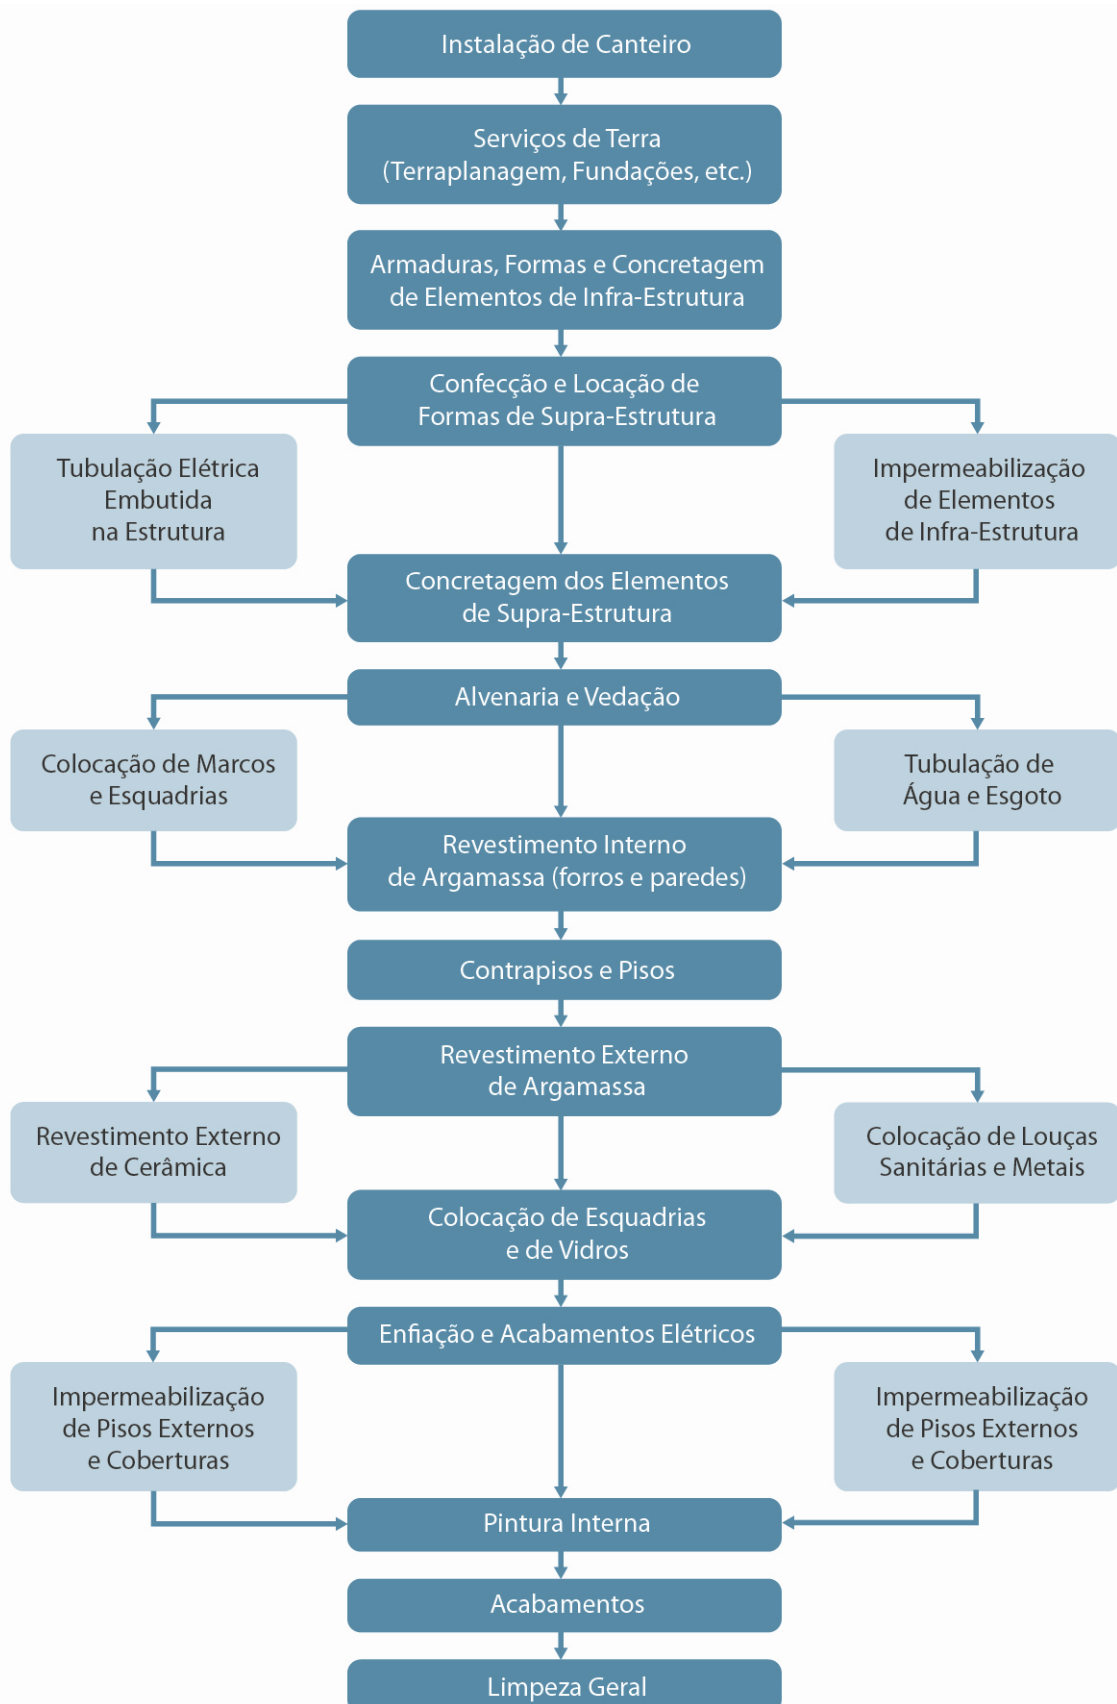 Instalação de Canteiro
Serviços de Terra
(Terraplanagem, Fundações, etc.)
Armaduras, Formas e Concretagem
de Elementos de Infra-Estrutura
Confecção e Locação de
Formas de Supra-Estrutura
Tubulação Elétrica
Embutida
na Estrutura
Impermeabilização
de Elementos
de Infra-Estrutura
Concretagem dos Elementos
de Supra-Estrutura
Alvenaria e Vedação
Colocação de Marcos
e Esquadrias
Tubulação de
Água e Esgoto
Revestimento Interno
de Argamassa (forros e paredes)
Contrapisos e Pisos
Revestimento Externo
de Argamassa
Revestimento Externo
de Cerâmica
Colocação de Louças
Sanitárias e Metais
Colocação de Esquadrias
e de Vidros
Enfiação e Acabamentos Elétricos
Impermeabilização
de Pisos Externos
e Coberturas
Impermeabilização
de Pisos Externos
e Coberturas
Pintura Interna
Acabamentos
Limpeza Geral